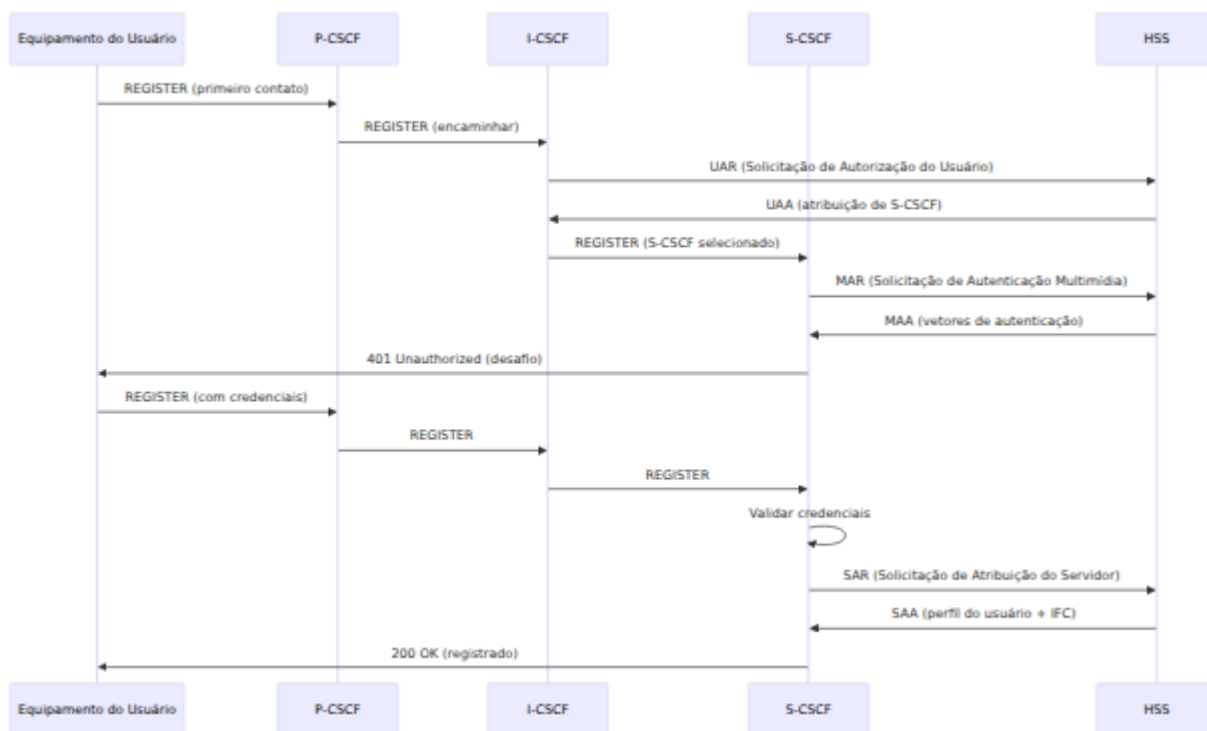 Equipamento do Usuário
P-CSCF
I-CSCF
S-CSCF
HSS
REGISTER (primeiro contato)
REGISTER (encaminhar)
UAR (Solicitação de Autorização do Usuário)
UAA (atribuição de S-CSCF)
REGISTER (S-CSCF selecionado)
MAR (Solicitação de Autenticação Multimídia)
MAA (vetores de autenticação)
401 Unauthorized (desafio)
REGISTER (com credenciais)
REGISTER
REGISTER
Validar credenciais
SAR (Solicitação de Atribuição do Servidor)
SAA (perfil do usuário + IFC)
200 OK (registrado)
Equipamento do Usuário
P-CSCF
I-CSCF
S-CSCF
HSS